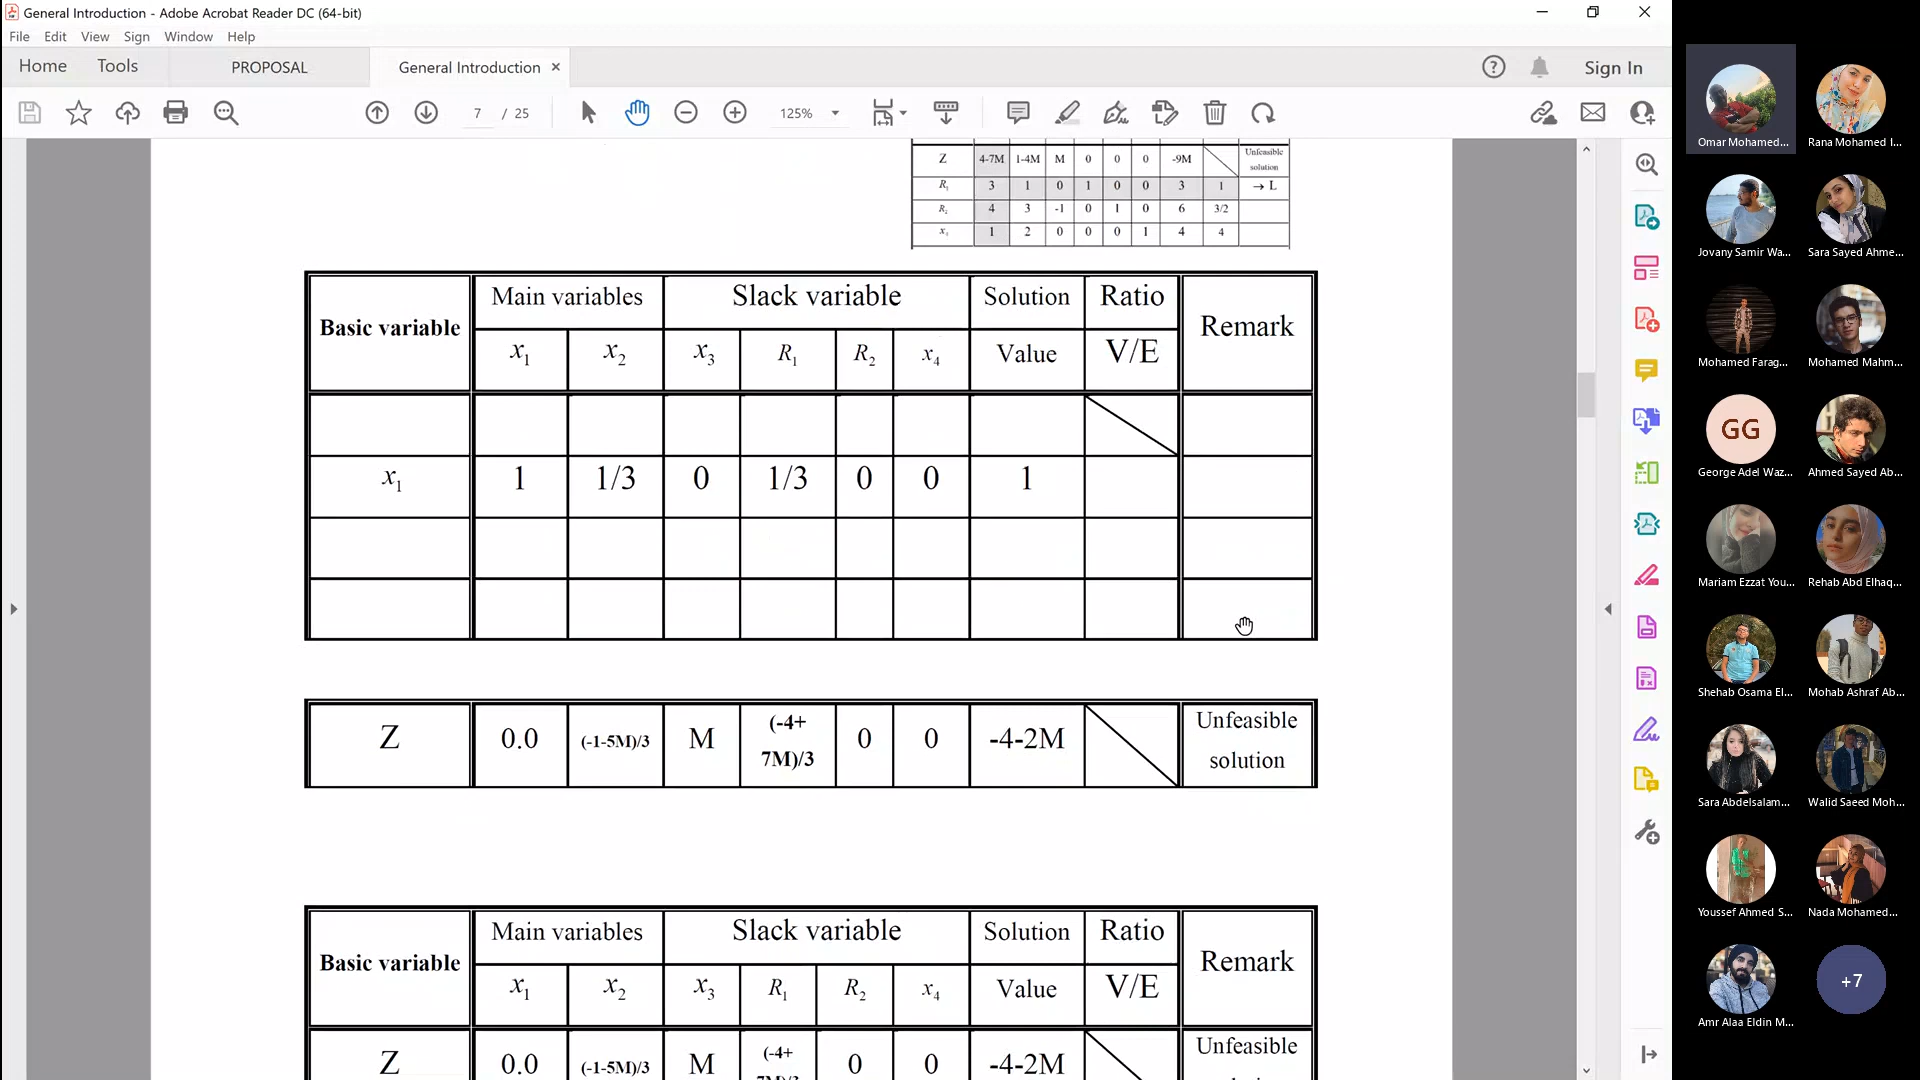 General Introduction - Adobe Acrobat Reader DC (64-bit)
File Edit View Sign Window Help
Home Tools PROPOSAL General Introduction × Sign In
7 / 25 125%
Z 4-7M 1-4M M 0 0 0 -9M Unfeasible solution
R₁ 3 1 0 1 0 0 3 1 → L
R₂ 4 3 -1 0 1 0 6 3/2
1 2 0 0 0 1 4 4
Basic variable Main variables Slack variable Solution Ratio Remark
x₁ x₂ x₃ R₁ R₂ x₄ Value V/E
x₁ 1 1/3 0 1/3 0 0 1
Z 0.0 (-1-5M)/3 M (-4+ 7M)/3 0 0 -4-2M Unfeasible solution
Basic variable Main variables Slack variable Solution Ratio Remark
x₁ x₂ x₃ R₁ R₂ x₄ Value V/E
Z 0.0 (-1-5M)/3 M (-4+ 0 0 -4-2M Unfeasible
Omar Mohamed... Rana Mohamed I...
Jovany Samir Wa... Sara Sayed Ahme...
Mohamed Farag... Mohamed Mahm...
GG
George Adel Waz... Ahmed Sayed Ab...
Mariam Ezzat You... Rehab Abd Elhaq...
Shehab Osama El... Mohab Ashraf Ab...
Sara Abdelsalam... Walid Saeed Moh...
Youssef Ahmed S... Nada Mohamed...
+7
Amr Alaa Eldin M...